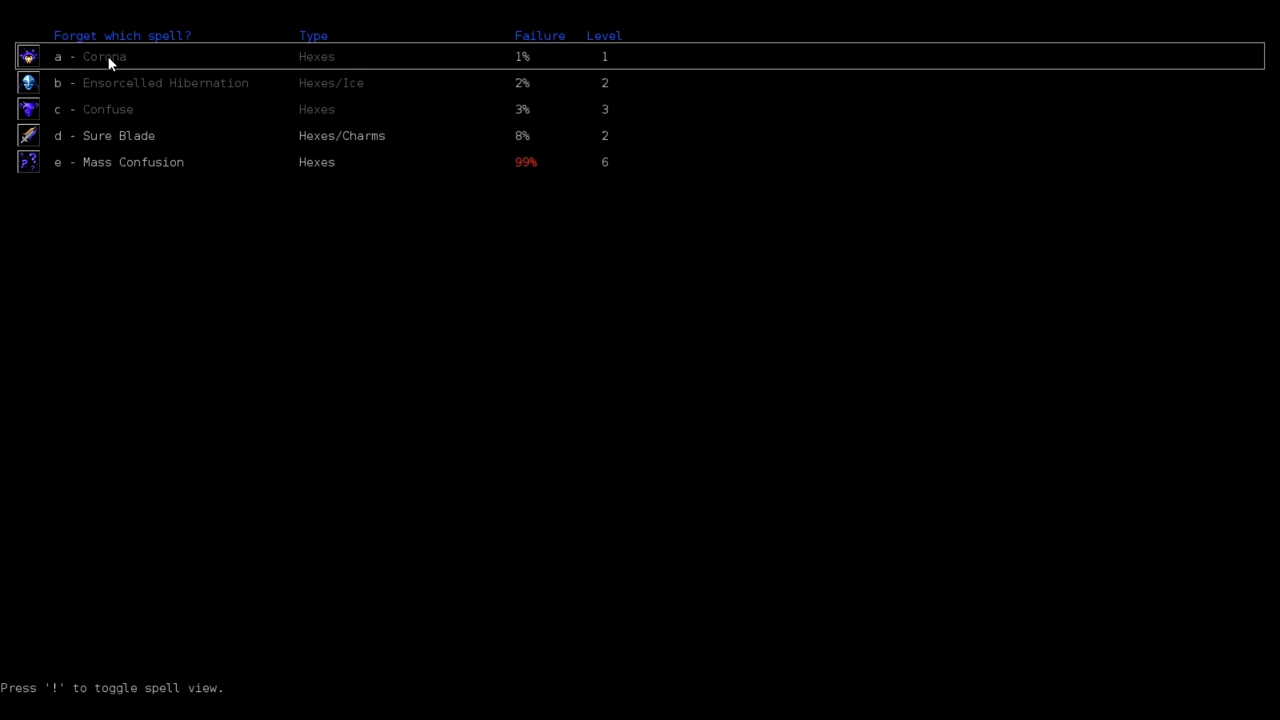 Forget which spell? Type Failure Level
a - Corona Hexes 1% 1
b - Ensorcelled Hibernation Hexes/Ice 2% 2
c - Confuse Hexes 3% 3
d - Sure Blade Hexes/Charms 8% 2
e - Mass Confusion Hexes 99% 6
Press '!' to toggle spell view.